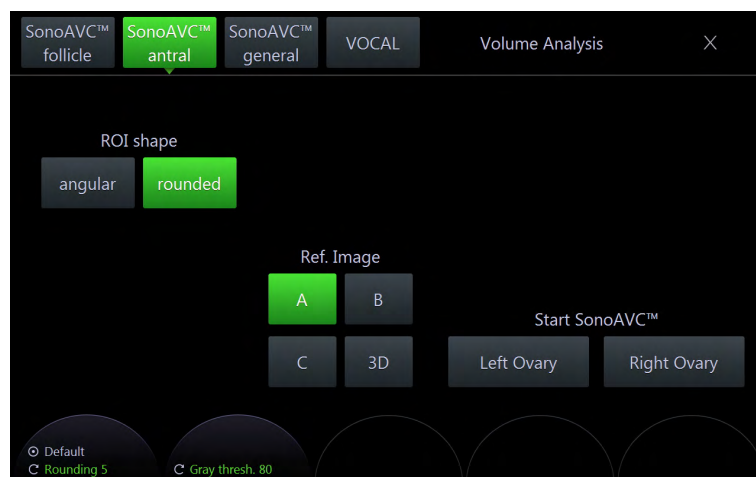 SonoAVC™ follicle
SonoAVC™ antral
SonoAVC™ general
VOCAL
Volume Analysis
X
ROI shape
angular
rounded
Ref. Image
A
B
C
3D
Start SonoAVC™
Left Ovary
Right Ovary
Default
Rounding 5
Gray thresh. 80